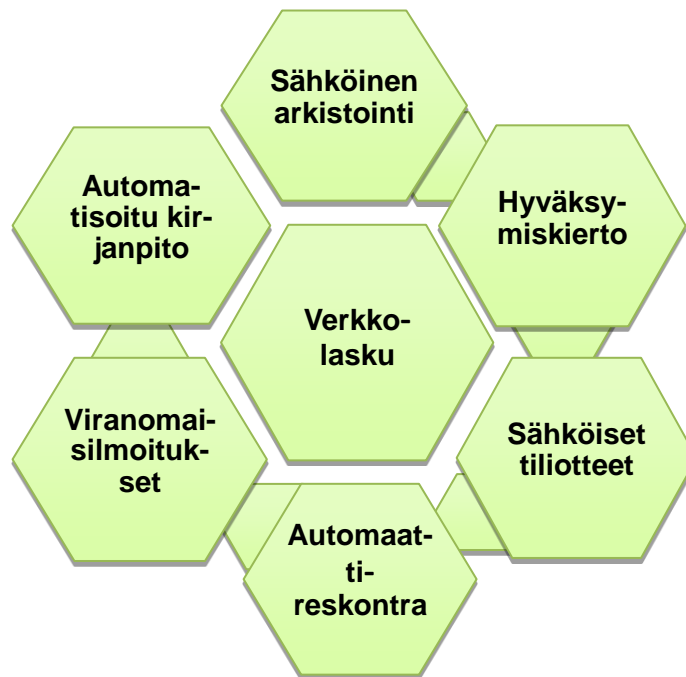 Sähköinen
arkistointi
Hyväksy-
miskierto
Sähköiset
tiliotteet
Automaat-
ti-
reskontra
Viranomai-
silmoituk-
set
Automa-
tisoitu kir-
janpito
Verkko-
lasku